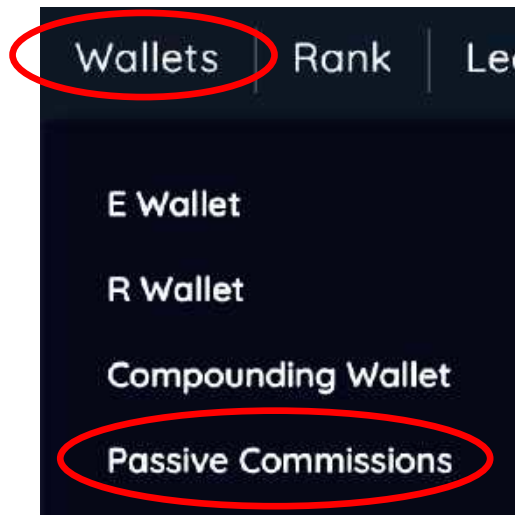 Wallets Rank
E Wallet
R Wallet
Compounding Wallet
Passive Commissions